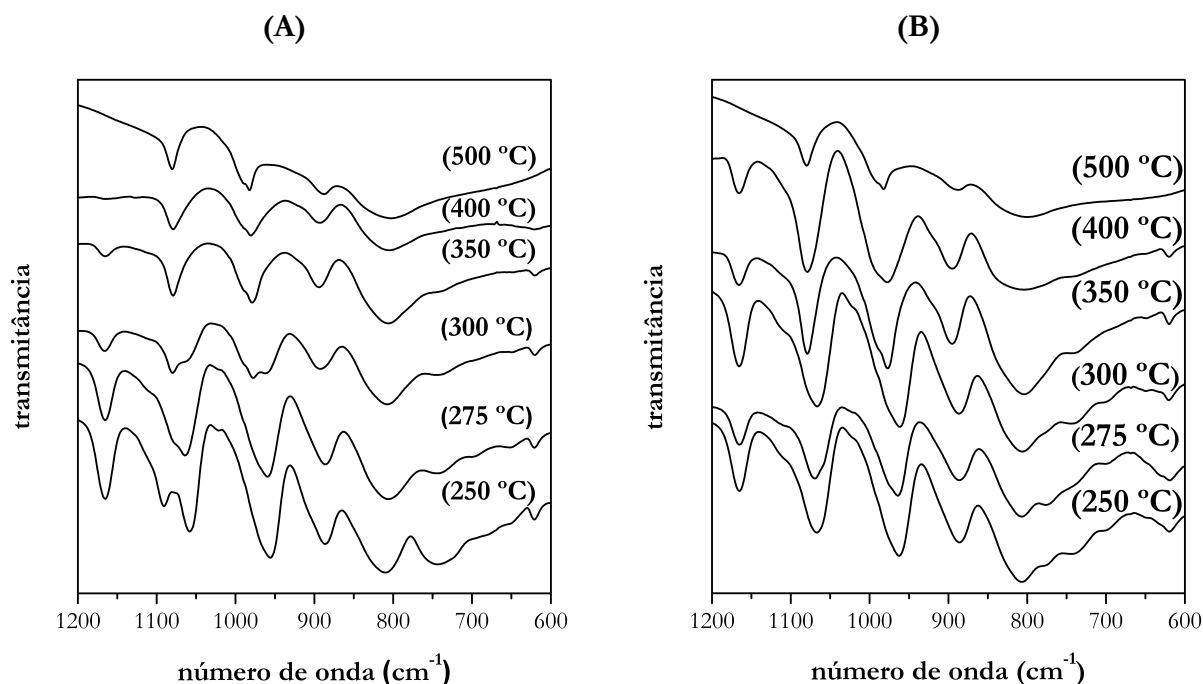 (A)
(500 ºC)
(400 ºC)
(350 ºC)
(300 ºC)
(275 ºC)
(250 ºC)
transmitância
1200 1100 1000 900 800 700 600
número de onda (cm-1)
(B)
(500 ºC)
(400 ºC)
(350 ºC)
(300 ºC)
(275 ºC)
(250 ºC)
transmitância
1200 1100 1000 900 800 700 600
número de onda (cm-1)